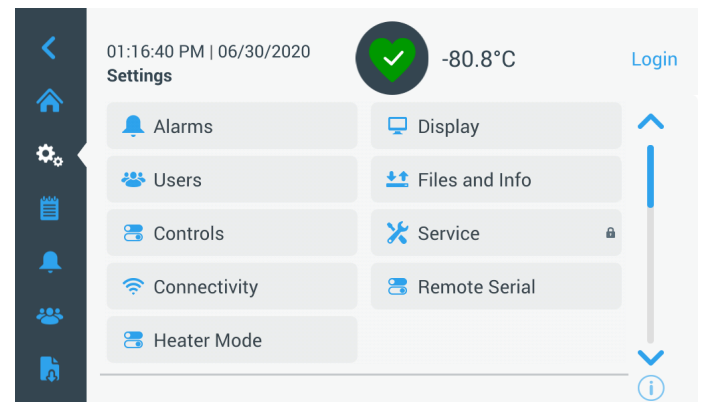 01:16:40 PM | 06/30/2020
Settings
-80.8°C
Login
Alarms
Display
Users
Files and Info
Controls
Service
Connectivity
Remote Serial
Heater Mode
i